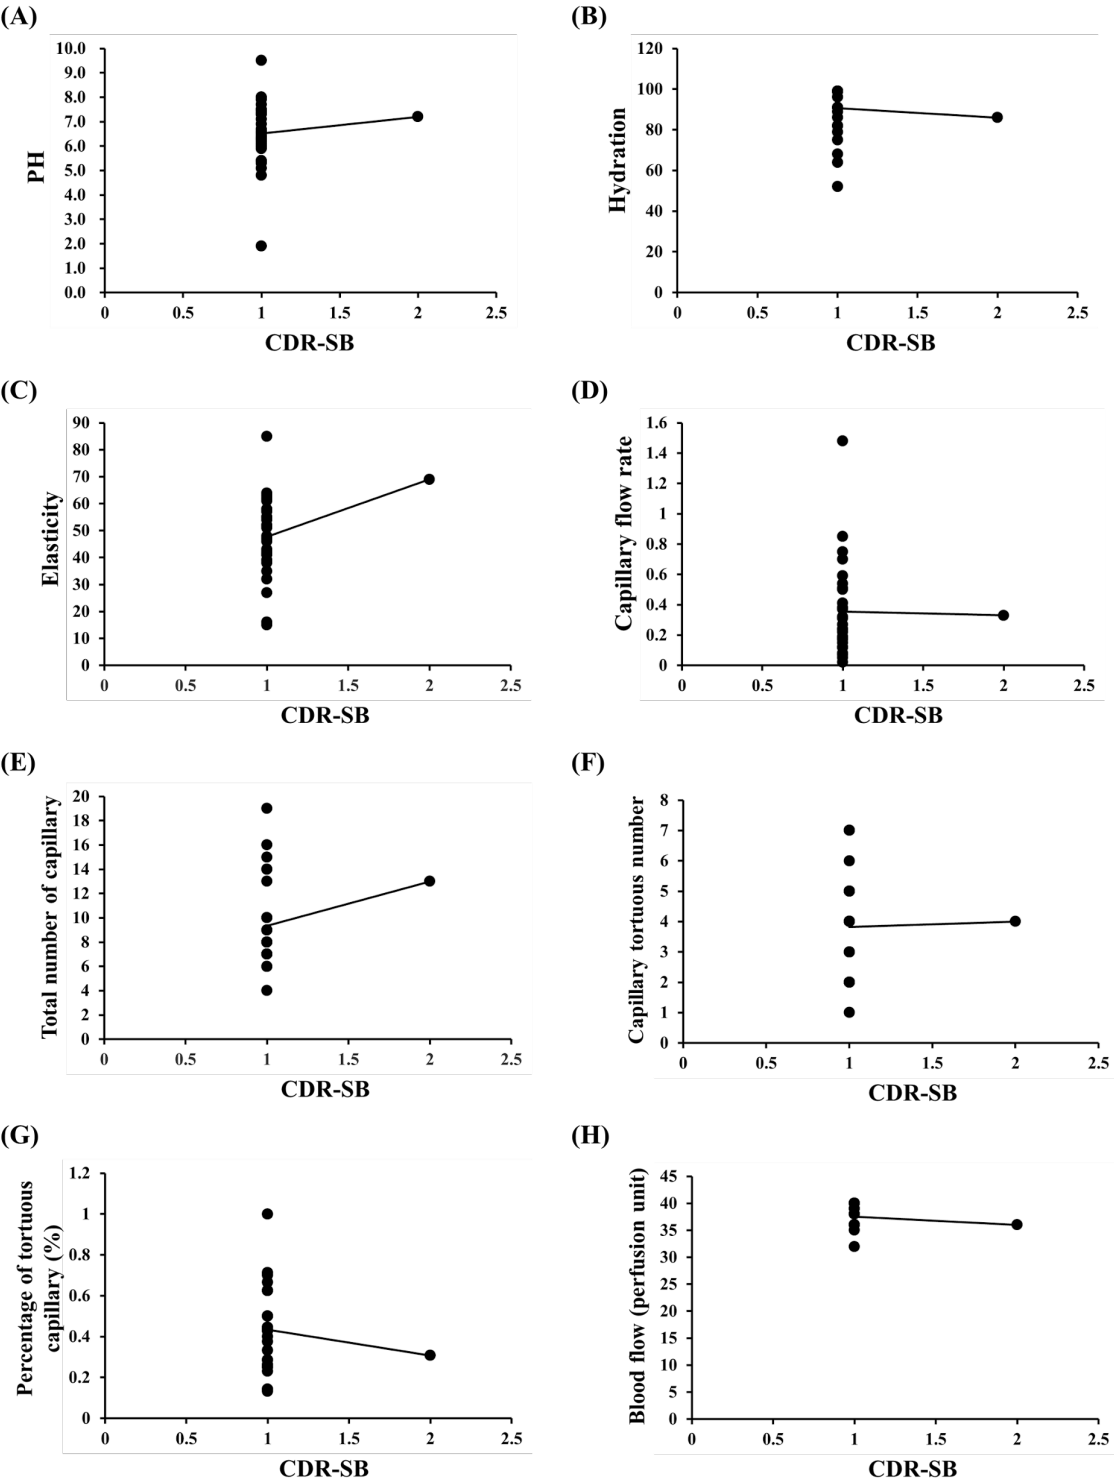 (A)
PH
10.0
9.0
8.0
7.0
6.0
5.0
4.0
3.0
2.0
1.0
0.0
0 0.5 1 1.5 2 2.5
CDR-SB
(B)
Hydration
120
100
80
60
40
20
0
0 0.5 1 1.5 2 2.5
CDR-SB
(C)
Elasticity
90
80
70
60
50
40
30
20
10
0
0 0.5 1 1.5 2 2.5
CDR-SB
(D)
Capillary flow rate
1.6
1.4
1.2
1
0.8
0.6
0.4
0.2
0
0 0.5 1 1.5 2 2.5
CDR-SB
(E)
Total number of capillary
20
18
16
14
12
10
8
6
4
2
0
0 0.5 1 1.5 2 2.5
CDR-SB
(F)
Capillary tortuous number
8
7
6
5
4
3
2
1
0
0 0.5 1 1.5 2 2.5
CDR-SB
(G)
Percentage of tortuous
capillary (%)
1.2
1
0.8
0.6
0.4
0.2
0
0 0.5 1 1.5 2 2.5
CDR-SB
(H)
Blood flow (perfusion unit)
45
40
35
30
25
20
15
10
5
0
0 0.5 1 1.5 2 2.5
CDR-SB